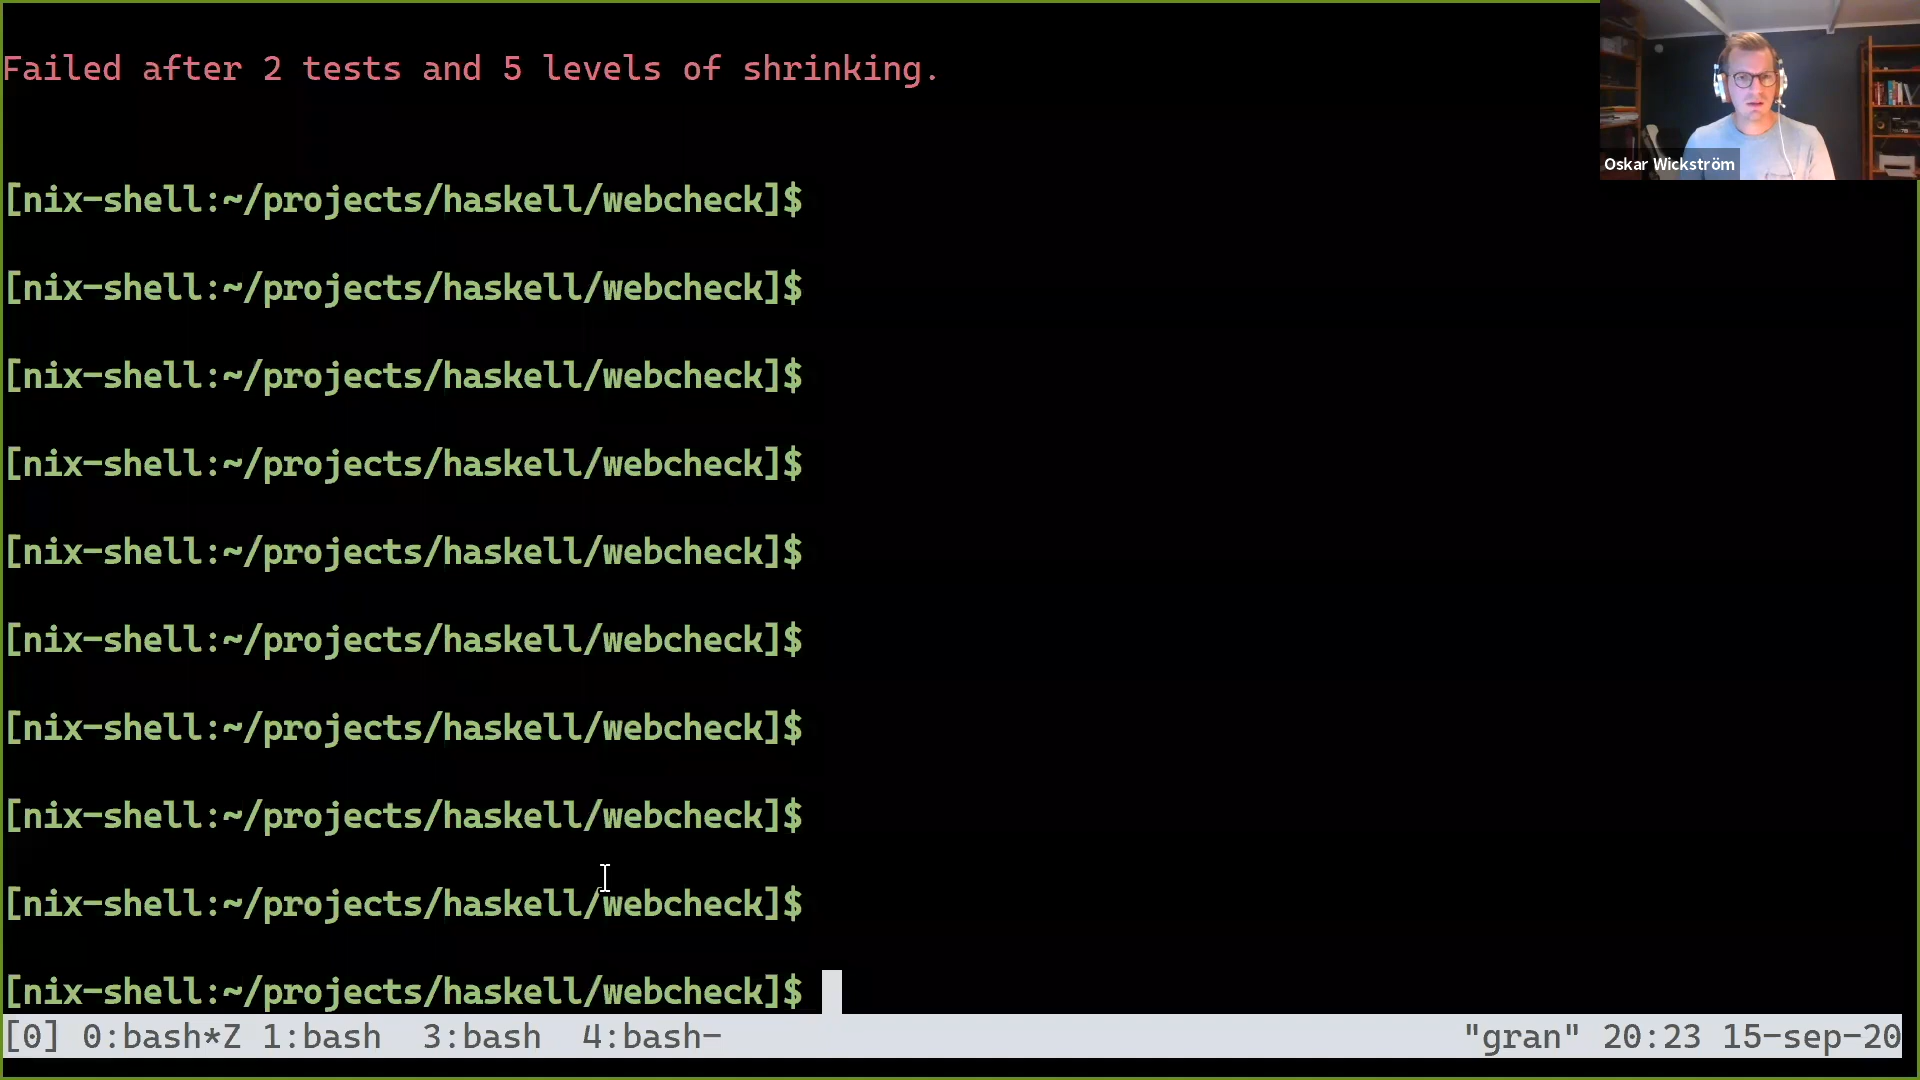 Failed after 2 tests and 5 levels of shrinking.
Oskar Wickström
[nix-shell:~/projects/haskell/webcheck]$
[nix-shell:~/projects/haskell/webcheck]$
[nix-shell:~/projects/haskell/webcheck]$
[nix-shell:~/projects/haskell/webcheck]$
[nix-shell:~/projects/haskell/webcheck]$
[nix-shell:~/projects/haskell/webcheck]$
[nix-shell:~/projects/haskell/webcheck]$
[nix-shell:~/projects/haskell/webcheck]$
[nix-shell:~/projects/haskell/webcheck]$
[nix-shell:~/projects/haskell/webcheck]$
[0] 0:bash*Z 1:bash  3:bash  4:bash- "gran" 20:23 15-sep-20